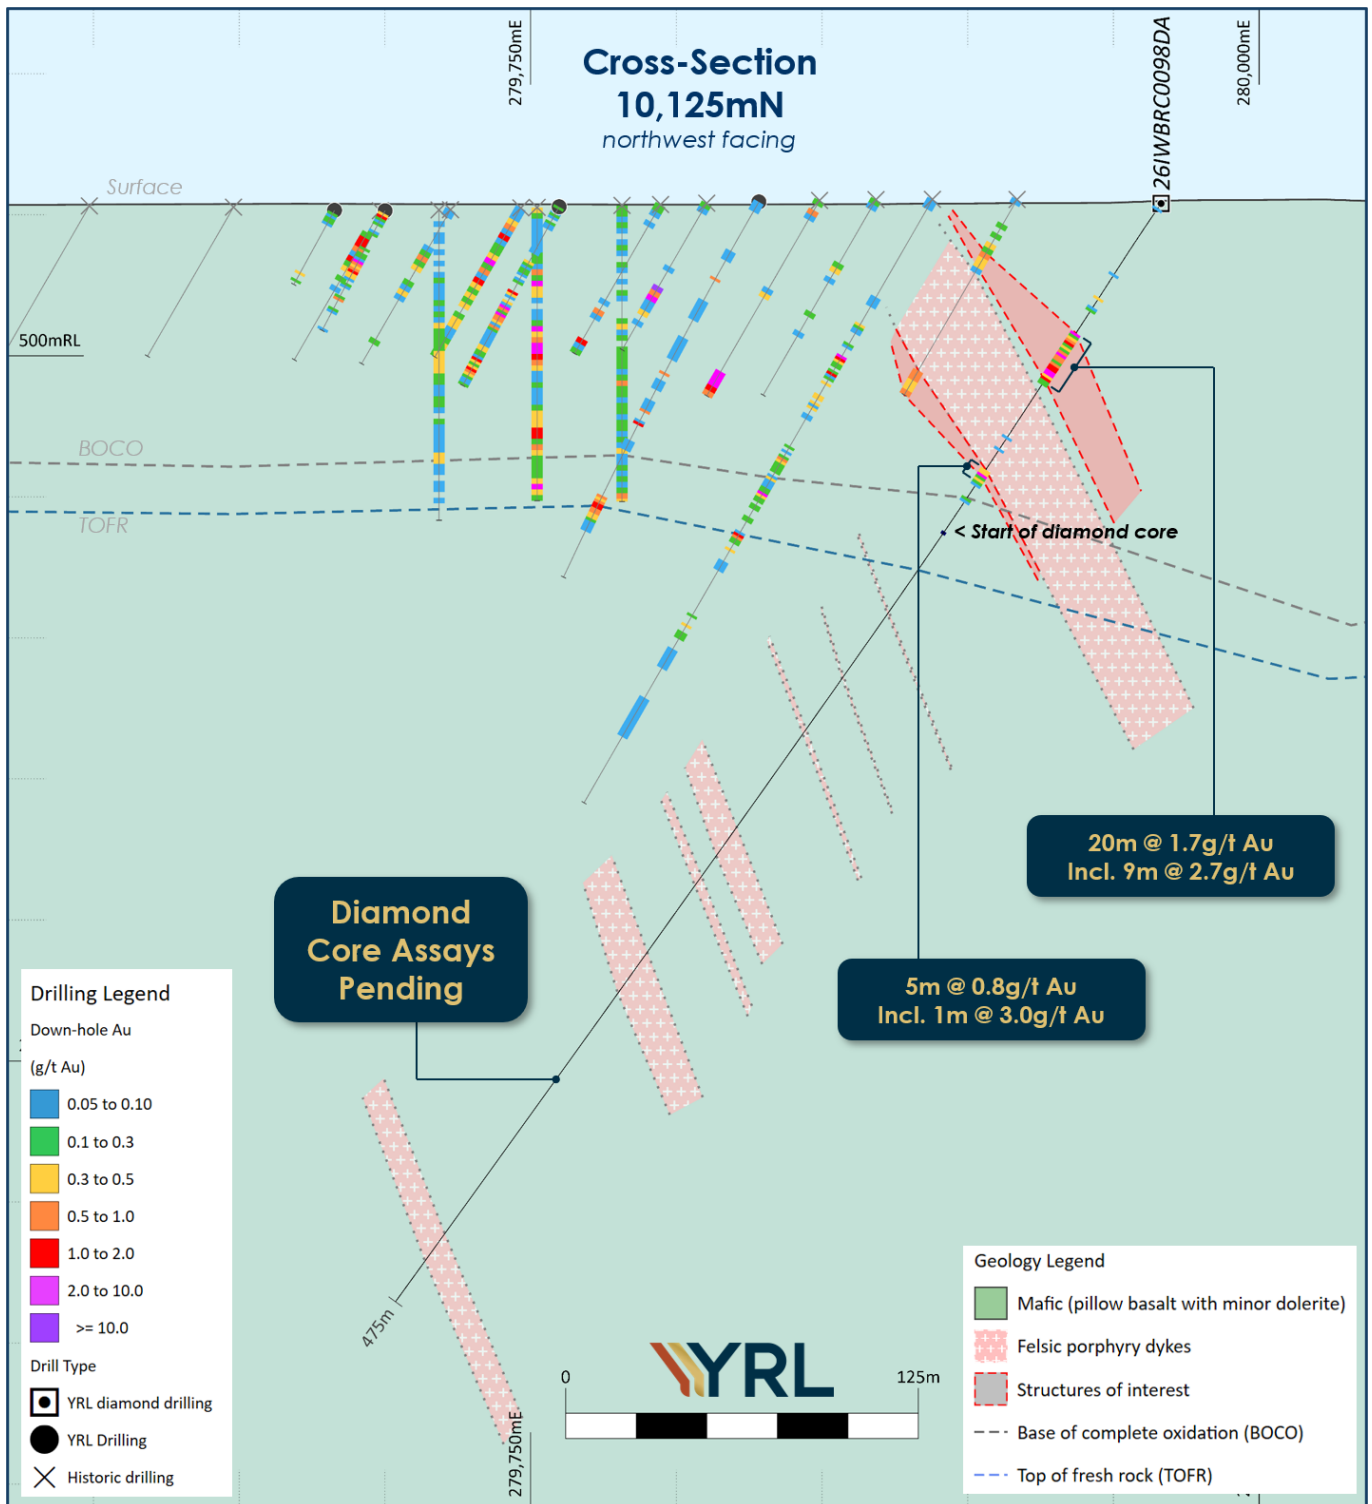 279,750mE
280,000mE
26IWBRC0098DA
Cross-Section
10,125mN
northwest facing
Surface
500mRL
BOCO
TOFR
< Start of diamond core
20m @ 1.7g/t Au
Incl. 9m @ 2.7g/t Au
Diamond
Core Assays
Pending
5m @ 0.8g/t Au
Incl. 1m @ 3.0g/t Au
Drilling Legend
Down-hole Au
(g/t Au)
0.05 to 0.10
0.1 to 0.3
0.3 to 0.5
0.5 to 1.0
1.0 to 2.0
2.0 to 10.0
>= 10.0
Drill Type
YRL diamond drilling
YRL Drilling
Historic drilling
475m
279,750mE
YRL
0
125m
Geology Legend
Mafic (pillow basalt with minor dolerite)
Felsic porphyry dykes
Structures of interest
Base of complete oxidation (BOCO)
Top of fresh rock (TOFR)